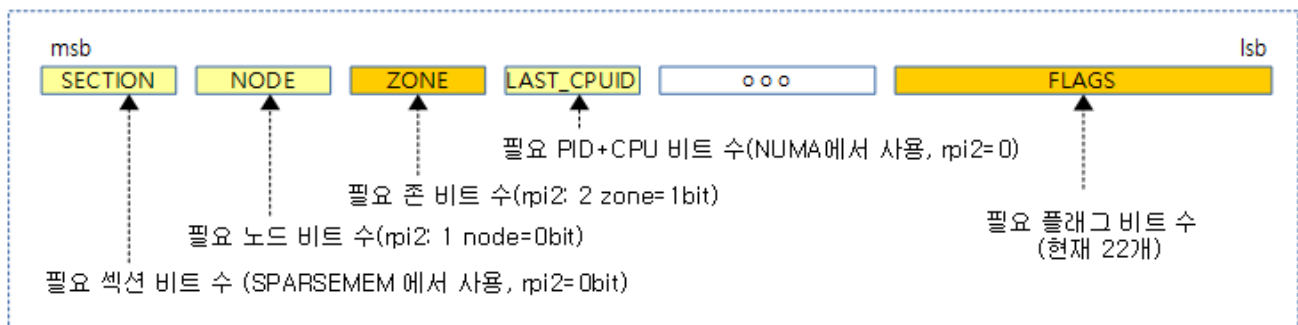 msb lsb
SECTION NODE ZONE LAST_CPUID ㅇㅇㅇ FLAGS
필요 PID+CPU 비트 수(NUMA에서 사용, rpi2=0)
필요 존 비트 수(rpi2: 2 zone=1bit)
필요 노드 비트 수(rpi2: 1 node=0bit)
필요 플래그 비트 수
(현재 22개)
필요 섹션 비트 수 (SPARSEMEM 에서 사용, rpi2=0bit)